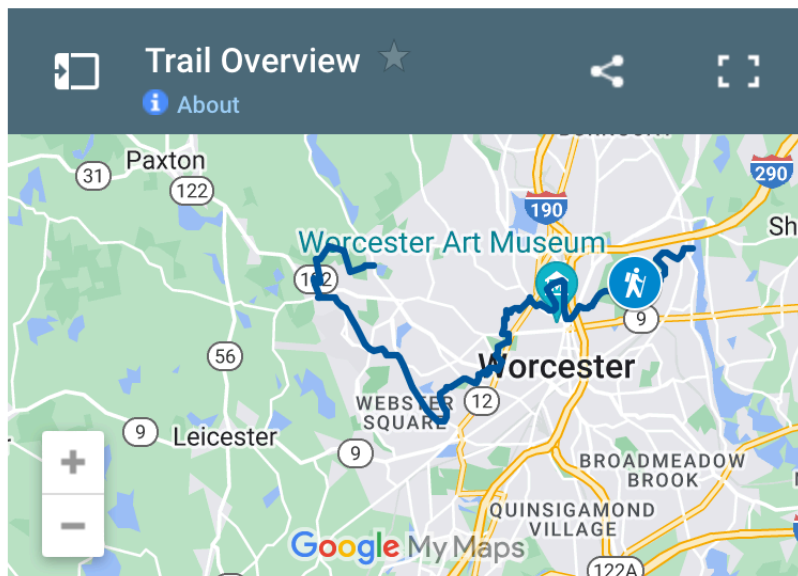 Trail Overview
i About
Paxton
31
122
290
190
Sh
Worcester Art Museum
9
Worcester
56
WEBSTER
SQUARE
12
9
Leicester
9
BROADMEADOW
BROOK
QUINSIGAMOND
VILLAGE
Google My Maps
122A